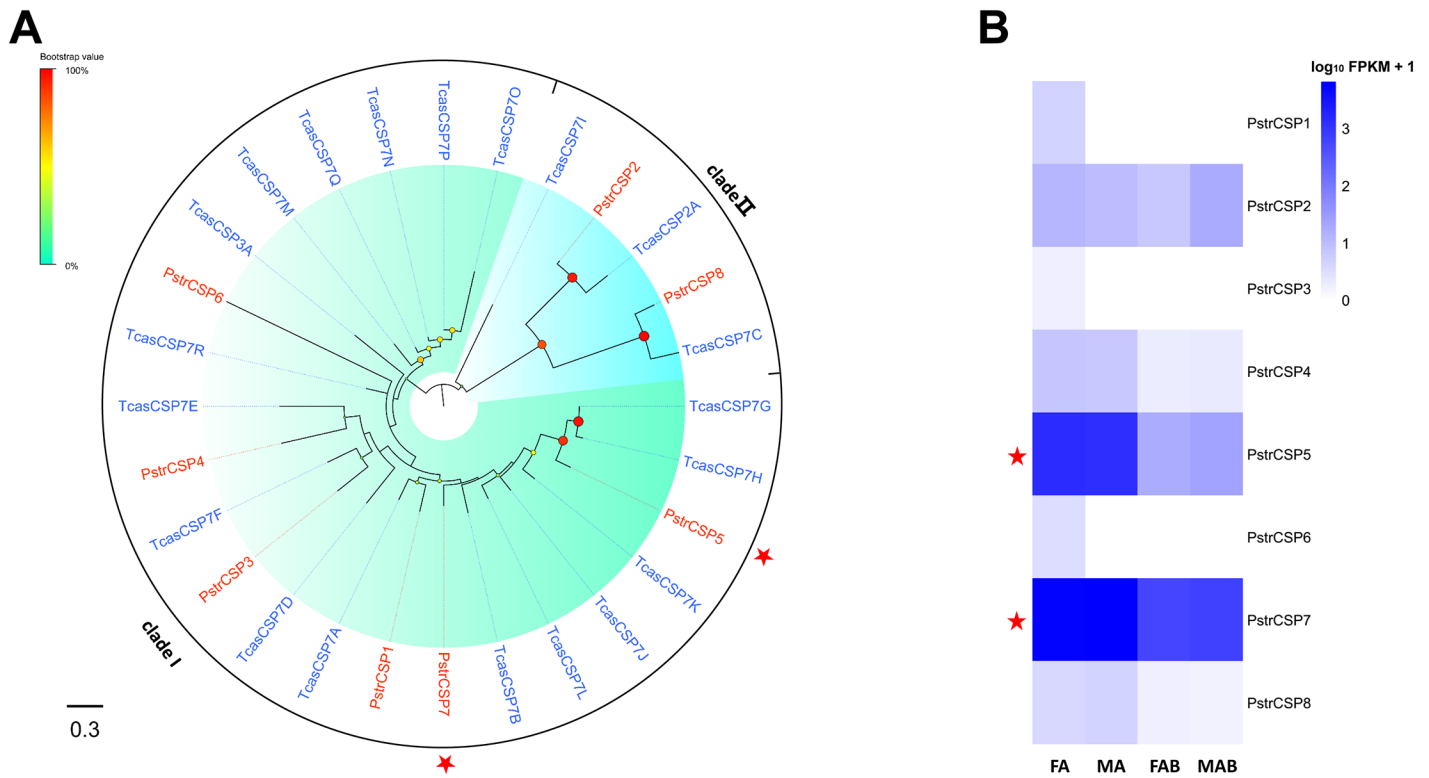 A
Bootstrap value
100%
0%
TcasCSP7O
TcasCSP7I
PstrCSP2
TcasCSP2A
PstrCSP8
TcasCSP7C
TcasCSP7G
TcasCSP7H
PstrCSP5
TcasCSP7K
TcasCSP7J
TcasCSP7L
TcasCSP7B
PstrCSP7
PstrCSP1
TcasCSP7A
TcasCSP7D
PstrCSP3
TcasCSP7F
PstrCSP4
TcasCSP7E
TcasCSP7R
PstrCSP6
TcasCSP3A
TcasCSP7M
TcasCSP7Q
TcasCSP7N
TcasCSP7P
cladeⅡ
clade I
0.3
B
log₁₀ FPKM + 1
3
2
1
0
PstrCSP1
PstrCSP2
PstrCSP3
PstrCSP4
PstrCSP5
PstrCSP6
PstrCSP7
PstrCSP8
FA MA FAB MAB